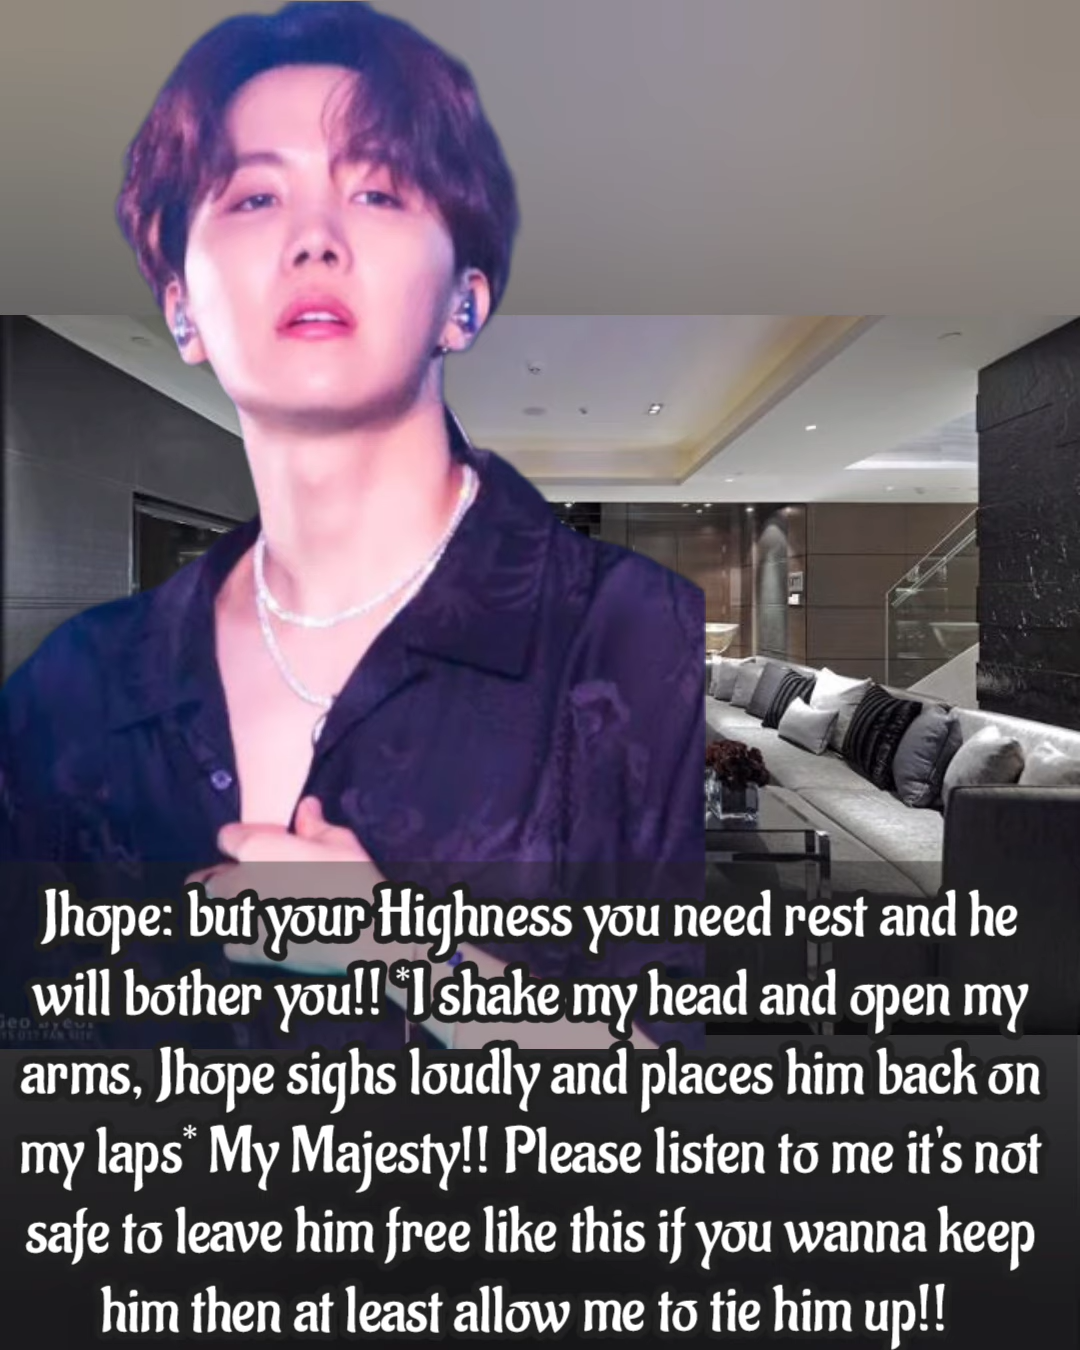 Jhope: but your Highness you need rest and he
will bother you!! *I shake my head and open my
arms, Jhope sighs loudly and places him back on
my laps* My Majesty!! Please listen to me it's not
safe to leave him free like this if you wanna keep
him then at least allow me to tie him up!!